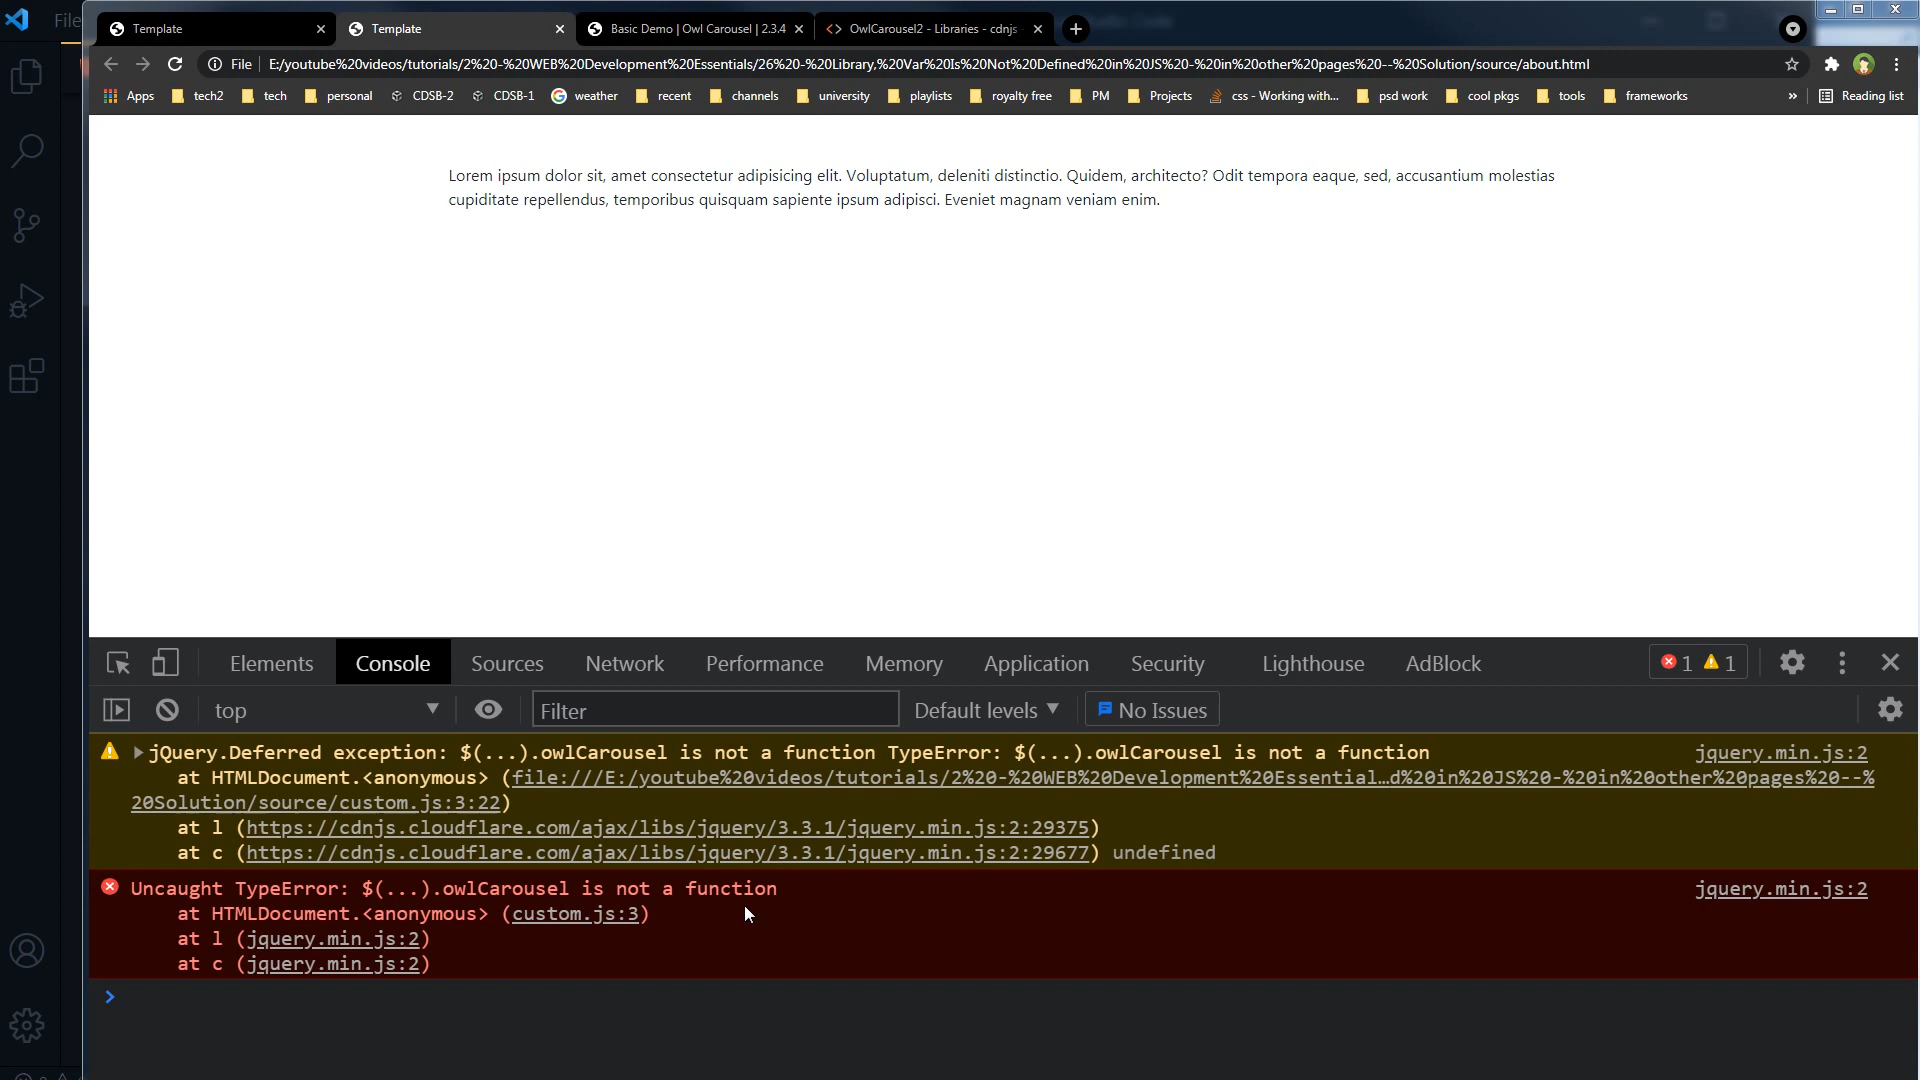 File
Template
Template
Basic Demo | Owl Carousel | 2.3.4
OwlCarousel2 - Libraries - cdnjs
File
E:/youtube%20videos/tutorials/2%20-%20WEB%20Development%20Essentials/26%20-%20Library,%20Var%20Is%20Not%20Defined%20in%20JS%20-%20in%20other%20pages%20--%20Solution/source/about.html
Apps tech2 tech personal CDSB-2 CDSB-1 weather recent channels university playlists royalty free PM Projects css - Working with... psd work cool pkgs tools frameworks » Reading list
Lorem ipsum dolor sit, amet consectetur adipisicing elit. Voluptatum, deleniti distinctio. Quidem, architecto? Odit tempora eaque, sed, accusantium molestias
cupiditate repellendus, temporibus quisquam sapiente ipsum adipisci. Eveniet magnam veniam enim.
Elements Console Sources Network Performance Memory Application Security Lighthouse AdBlock 1 1
top Filter Default levels No Issues
jQuery.Deferred exception: $(...).owlCarousel is not a function TypeError: $(...).owlCarousel is not a function jquery.min.js:2
at HTMLDocument.<anonymous> (file:///E:/youtube%20videos/tutorials/2%20-%20WEB%20Development%20Essential…d%20in%20JS%20-%20in%20other%20pages%20--%
20Solution/source/custom.js:3:22)
at l (https://cdnjs.cloudflare.com/ajax/libs/jquery/3.3.1/jquery.min.js:2:29375)
at c (https://cdnjs.cloudflare.com/ajax/libs/jquery/3.3.1/jquery.min.js:2:29677) undefined
Uncaught TypeError: $(...).owlCarousel is not a function jquery.min.js:2
at HTMLDocument.<anonymous> (custom.js:3)
at l (jquery.min.js:2)
at c (jquery.min.js:2)